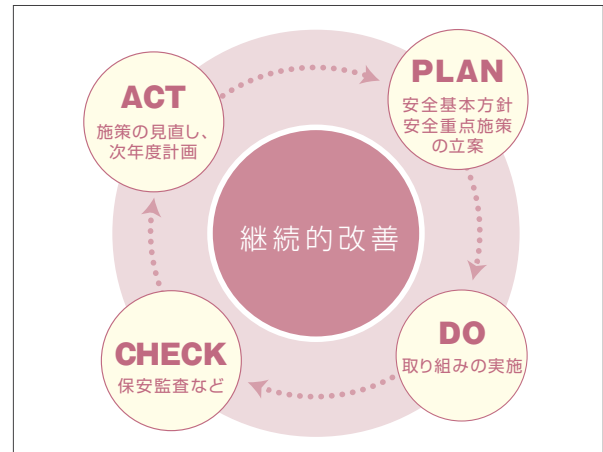 PLAN
安全基本方針
安全重点施策
の立案
DO
取り組みの実施
CHECK
保安監査など
ACT
施策の見直し、
次年度計画
継続的改善